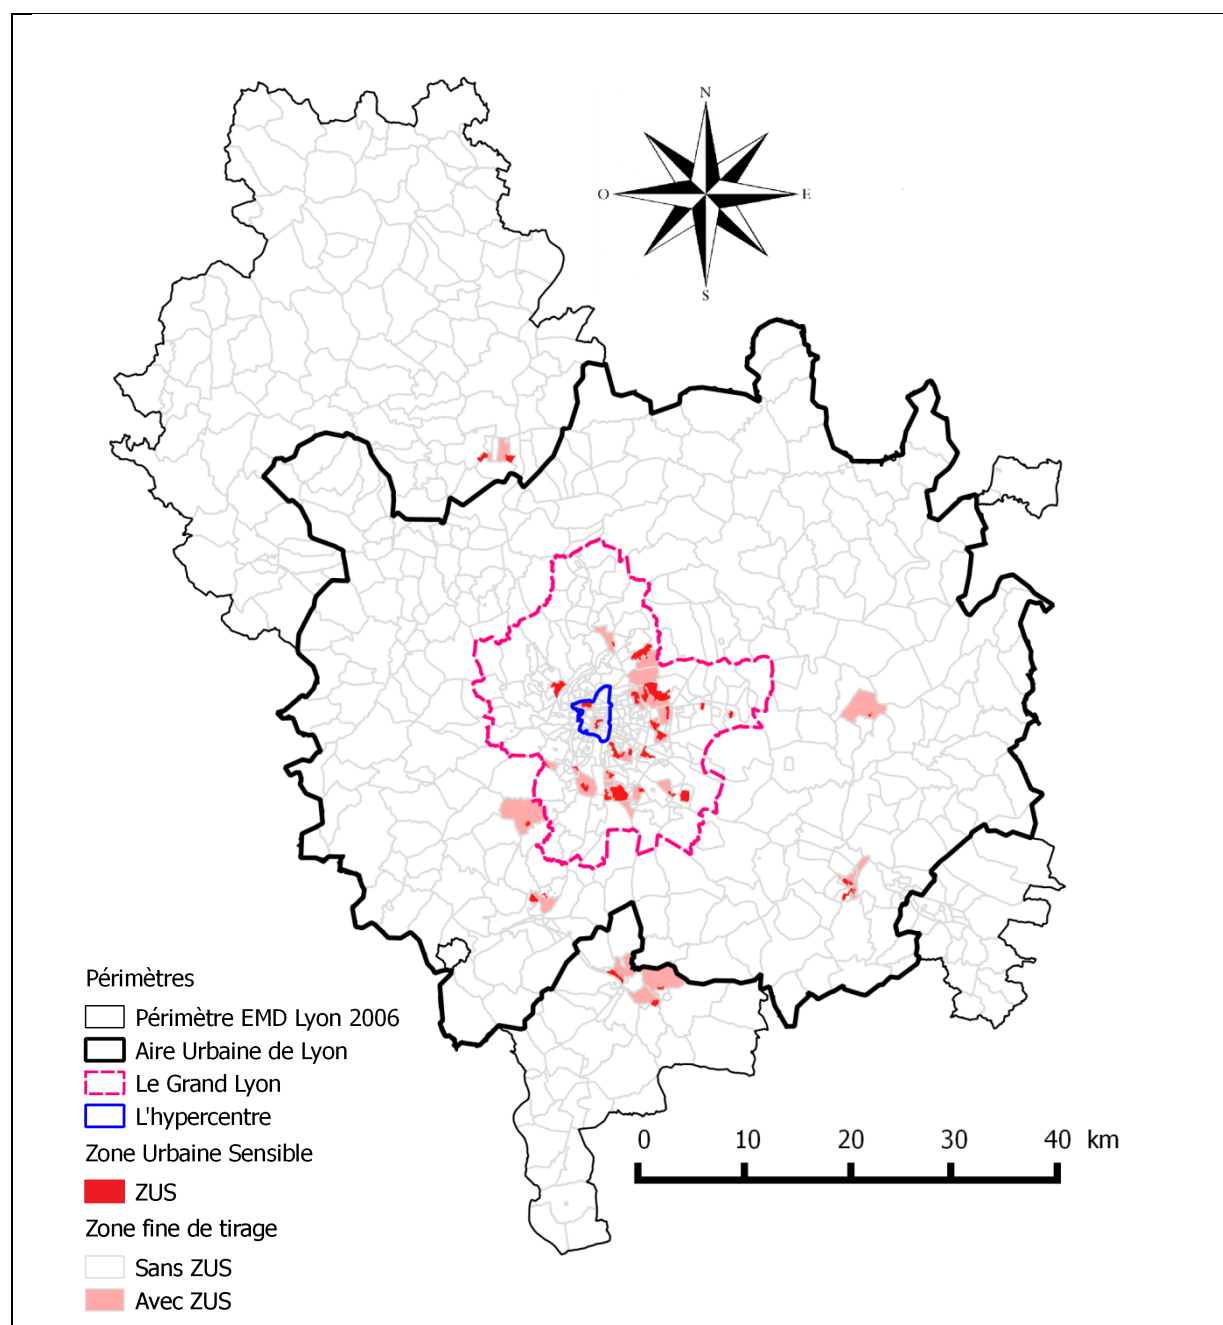 N
O
E
S
Périmètres
Périmètre EMD Lyon 2006
Aire Urbaine de Lyon
Le Grand Lyon
L'hypercentre
Zone Urbaine Sensible
ZUS
Zone fine de tirage
Sans ZUS
Avec ZUS
0 10 20 30 40 km